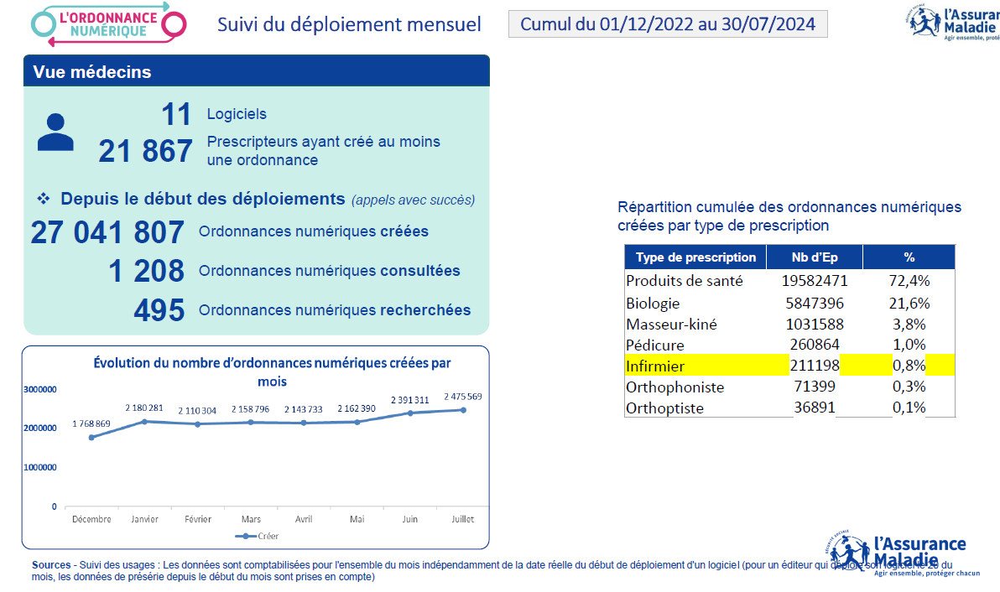 L'ORDONNANCE
NUMÉRIQUE
Suivi du déploiement mensuel
Cumul du 01/12/2022 au 30/07/2024
SÉCURITÉ SOCIALE
l'Assuran
Maladie
Agir ensemble, proté
Vue médecins
11 Logiciels
21 867 Prescripteurs ayant créé au moins
une ordonnance
❖ Depuis le début des déploiements (appels avec succès)
27 041 807 Ordonnances numériques créées
1 208 Ordonnances numériques consultées
495 Ordonnances numériques recherchées
Répartition cumulée des ordonnances numériques
créées par type de prescription
Type de prescription Nb d'Ep %
Produits de santé 19582471 72,4%
Biologie 5847396 21,6%
Masseur-kiné 1031588 3,8%
Pédicure 260864 1,0%
Infirmier 211198 0,8%
Orthophoniste 71399 0,3%
Orthoptiste 36891 0,1%
Évolution du nombre d'ordonnances numériques créées par
mois
3000000
2000000
1000000
0
1 768 869 2 180 281 2 110 304 2 158 796 2 143 733 2 162 390 2 391 311 2 475 569
Décembre Janvier Février Mars Avril Mai Juin Juillet
Créer
SÉCURITÉ SOCIALE
l'Assurance
Maladie
Agir ensemble, protéger chacun
Sources - Suivi des usages : Les données sont comptabilisées pour l'ensemble du mois indépendamment de la date réelle du début de déploiement d'un logiciel (pour un éditeur qui déploie son logiciel le 20 du
mois, les données de présérie depuis le début du mois sont prises en compte)